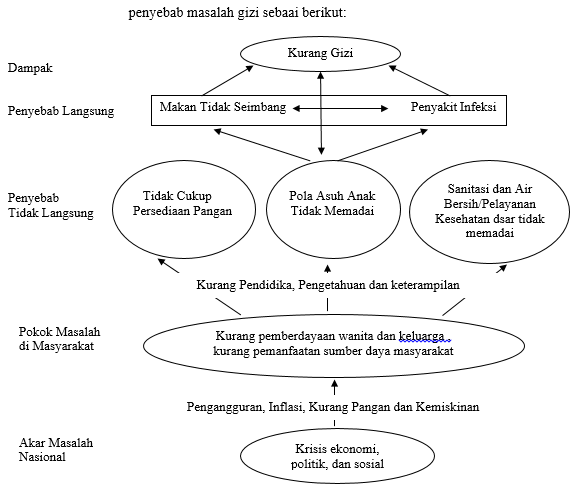 penyebab masalah gizi sebaai berikut:
Kurang Gizi
Dampak
Penyebab Langsung
Makan Tidak Seimbang
Penyakit Infeksi
Penyebab
Tidak Langsung
Tidak Cukup
Persediaan Pangan
Pola Asuh Anak
Tidak Memadai
Sanitasi dan Air
Bersih/Pelayanan
Kesehatan dsar tidak
memadai
Kurang Pendidika, Pengetahuan dan keterampilan
Pokok Masalah
di Masyarakat
Kurang pemberdayaan wanita dan keluarga,
kurang pemanfaatan sumber daya masyarakat
Pengangguran, Inflasi, Kurang Pangan dan Kemiskinan
Akar Masalah
Nasional
Krisis ekonomi,
politik, dan sosial